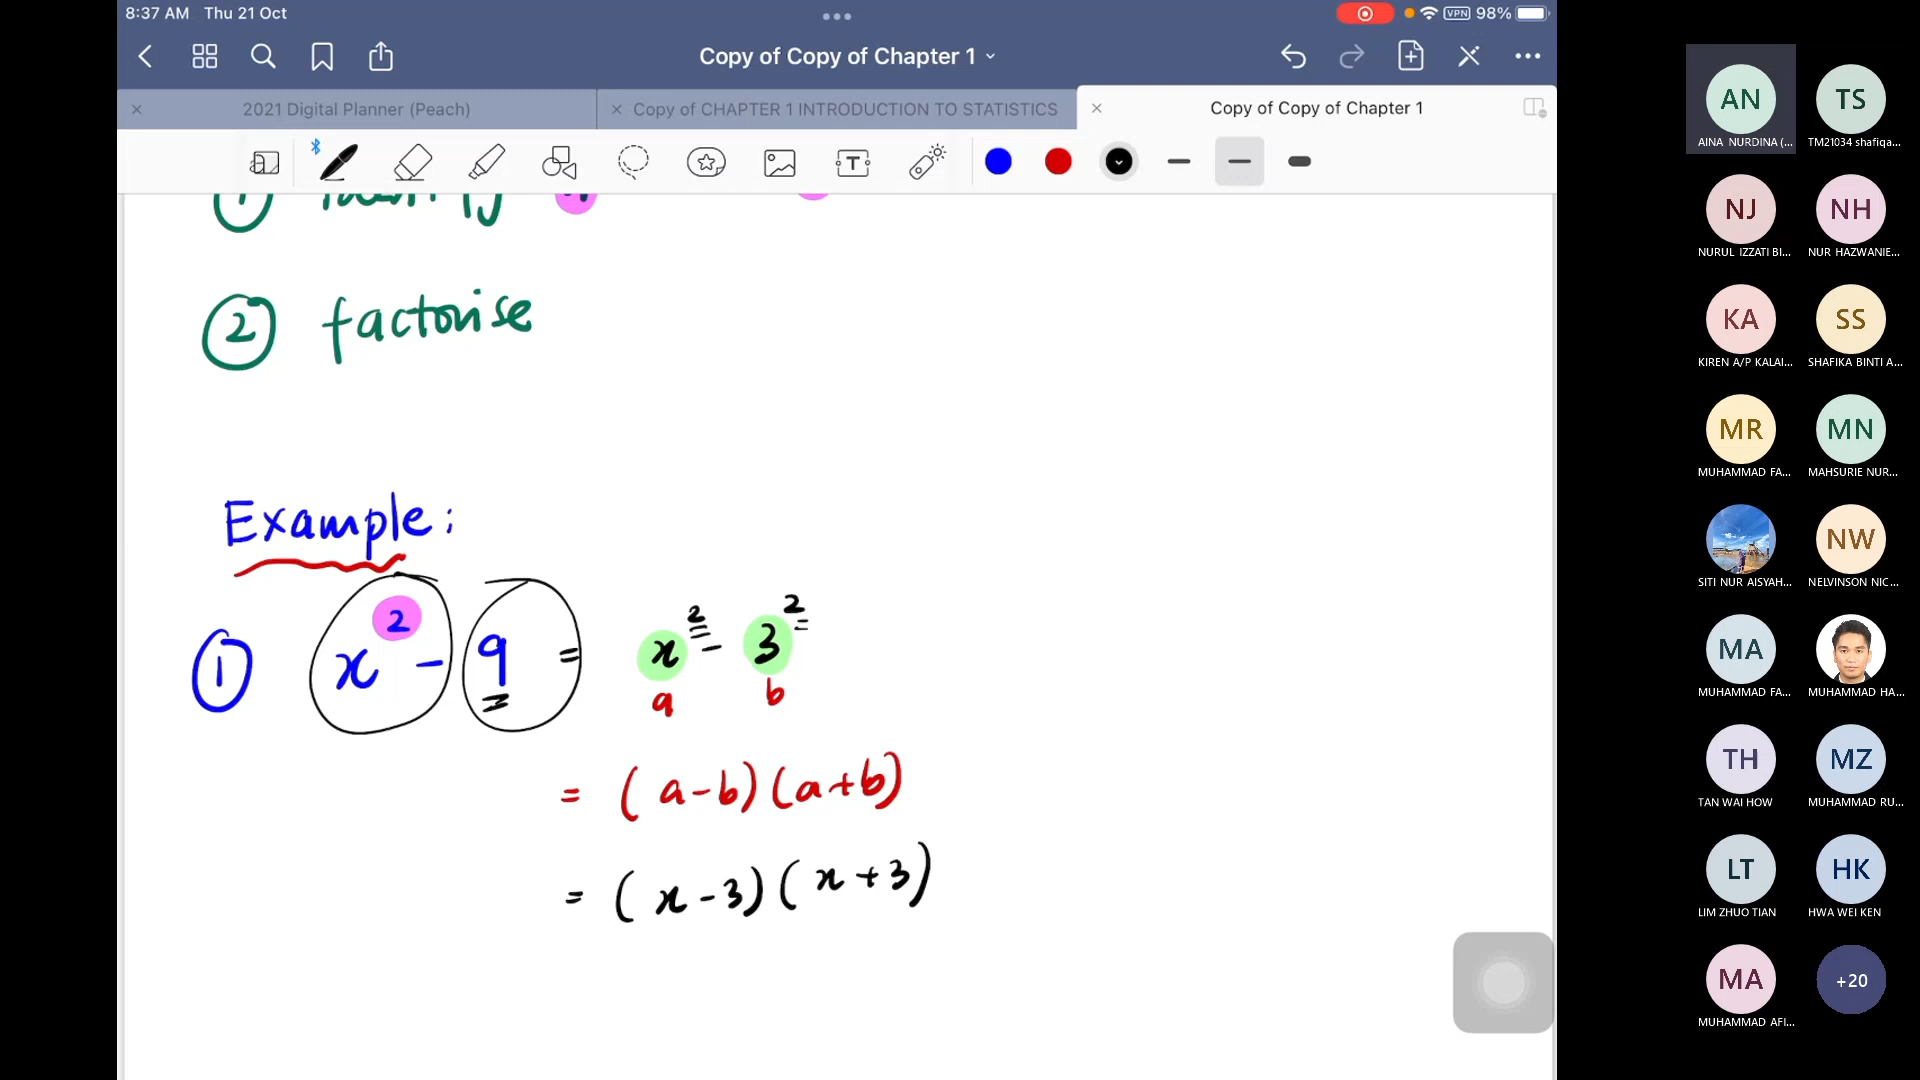 8:37 AM Thu 21 Oct
VPN 98%
Copy of Copy of Chapter 1
2021 Digital Planner (Peach)
Copy of CHAPTER 1 INTRODUCTION TO STATISTICS
Copy of Copy of Chapter 1
T
② factorise
Example:
① x² - 9 = x² - 3²
a b
= (a-b)(a+b)
= (x-3)(x+3)
AN
AINA NURDINA (...
TS
TM21034 shafiqa...
NJ
NURUL IZZATI BI...
NH
NUR HAZWANIE...
KA
KIREN A/P KALAI...
SS
SHAFIKA BINTI A...
MR
MUHAMMAD FA...
MN
MAHSURIE NUR...
SITI NUR AISYAH...
NW
NELVINSON NIC...
MA
MUHAMMAD FA...
MUHAMMAD HA...
TH
TAN WAI HOW
MZ
MUHAMMAD RU...
LT
LIM ZHUO TIAN
HK
HWA WEI KEN
MA
MUHAMMAD AFI...
+20